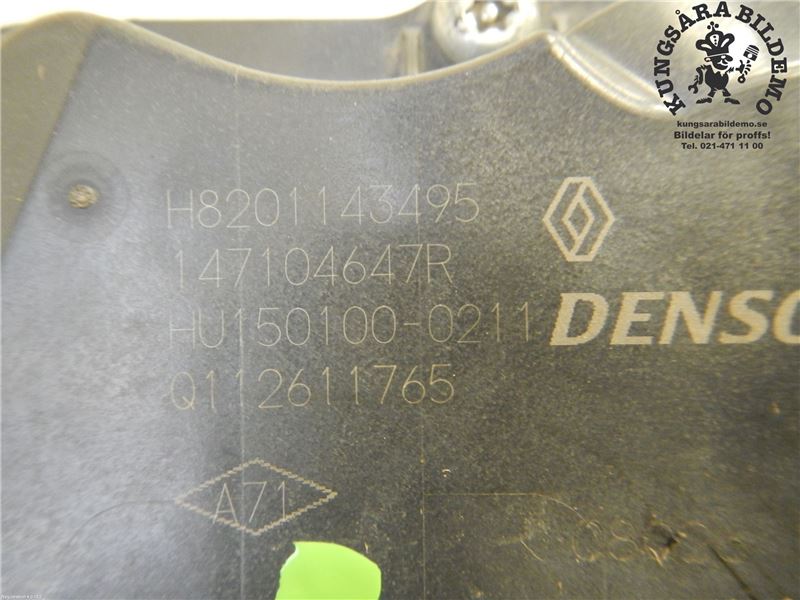 KUNGSÅRA BILDEMO
kungsarabildemo.se
Bildelar för proffs!
Tel. 021-471 11 00
H8201143495
147104647R
HU150100-0211
DENSO
Q112611765
A71